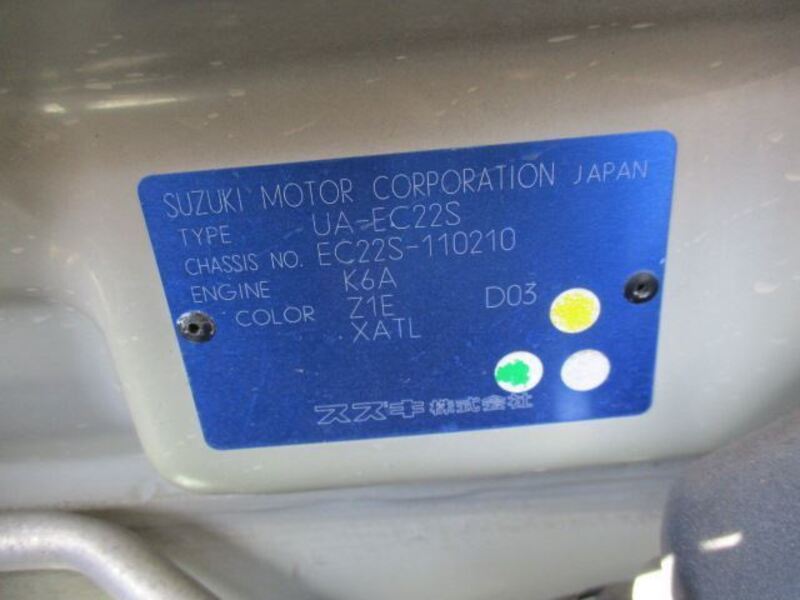 SUZUKI MOTOR CORPORATION JAPAN
TYPE UA-EC22S
CHASSIS NO. EC22S-110210
ENGINE K6A
COLOR Z1E D03
XATL
スズキ株式会社